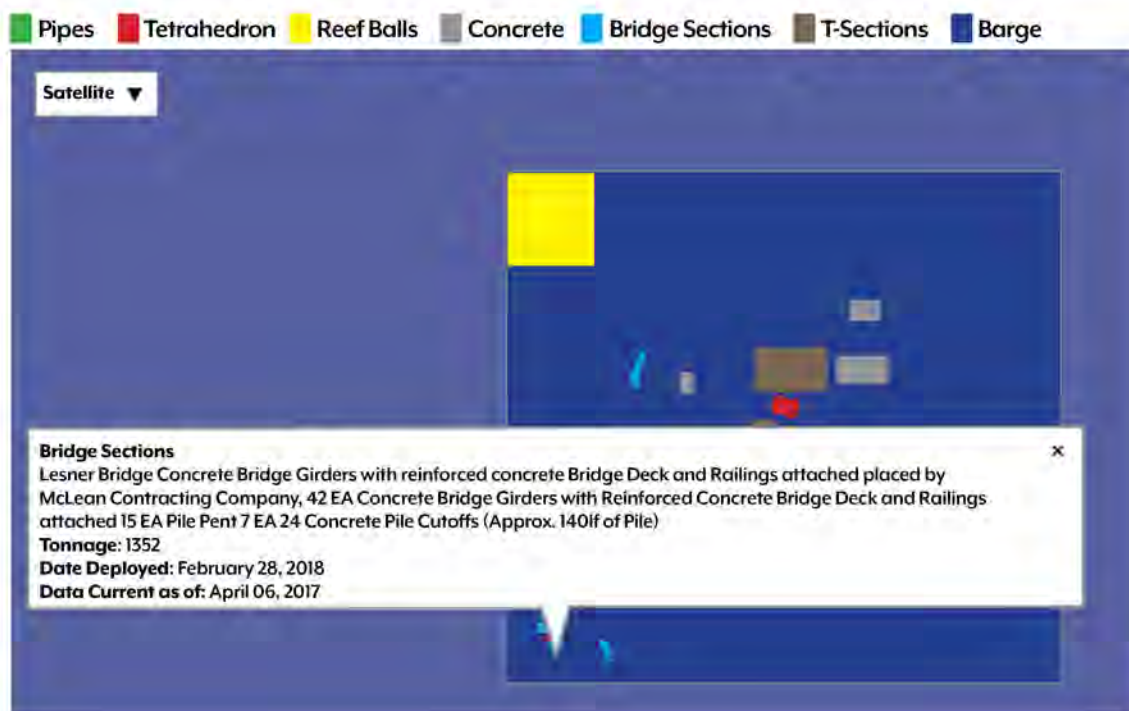 Pipes Tetrahedron Reef Balls Concrete Bridge Sections T-Sections Barge
Satellite ▼
Bridge Sections ×
Lesner Bridge Concrete Bridge Girders with reinforced concrete Bridge Deck and Railings attached placed by
McLean Contracting Company, 42 EA Concrete Bridge Girders with Reinforced Concrete Bridge Deck and Railings
attached 15 EA Pile Pent 7 EA 24 Concrete Pile Cutoffs (Approx. 140lf of Pile)
Tonnage: 1352
Date Deployed: February 28, 2018
Data Current as of: April 06, 2017